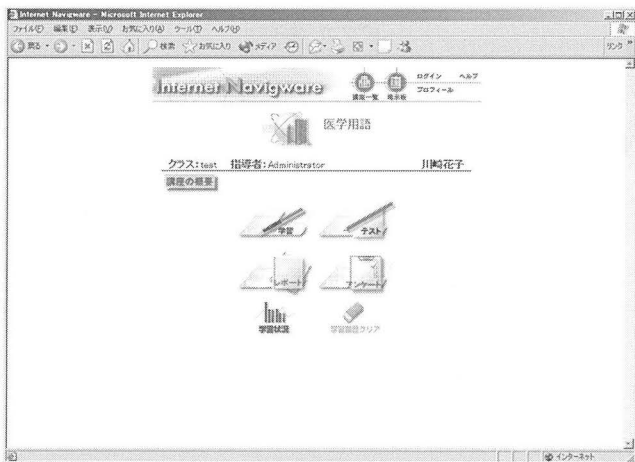 Internet Navigware - Microsoft Internet Explorer
ファイル(F) 編集(E) 表示(V) お気に入り(A) ツール(T) ヘルプ(H)
戻る 検索 お気に入り メディア リンク »
Internet Navigware 講座一覧 掲示板 ログイン ヘルプ
プロフィール
医学用語
クラス:test 指導者:Administrator 川崎花子
講座の概要
学習 テスト
レポート アンケート
学習状況 学習履歴クリア
インターネット